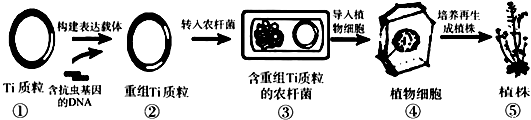 构建表达载体
转入农杆菌
导入植
物细胞
培养再生
成植株
Ti质粒
含抗虫基因
的DNA
重组Ti质粒
含重组Ti质粒
的农杆菌
植物细胞
植株
① ② ③ ④ ⑤